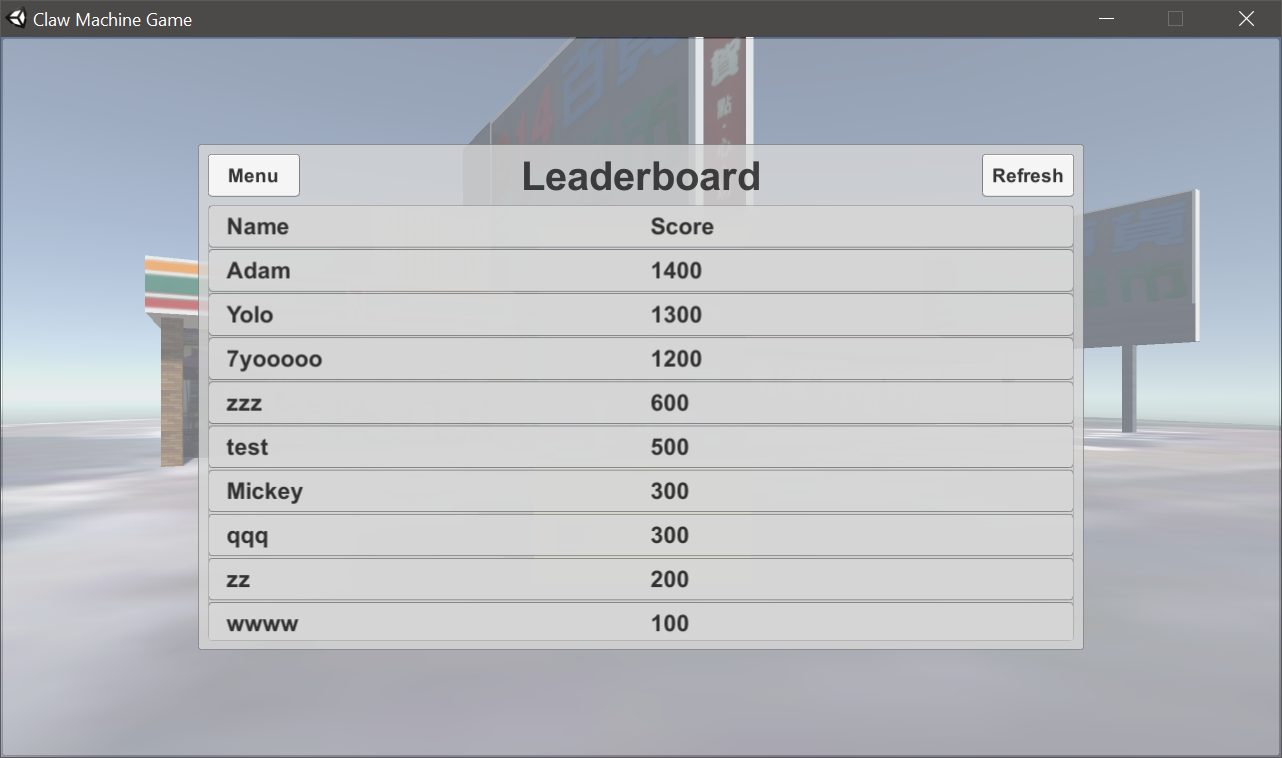 Claw Machine Game
Menu Leaderboard Refresh
Name Score
Adam 1400
Yolo 1300
7yooooo 1200
zzz 600
test 500
Mickey 300
qqq 300
zz 200
wwww 100